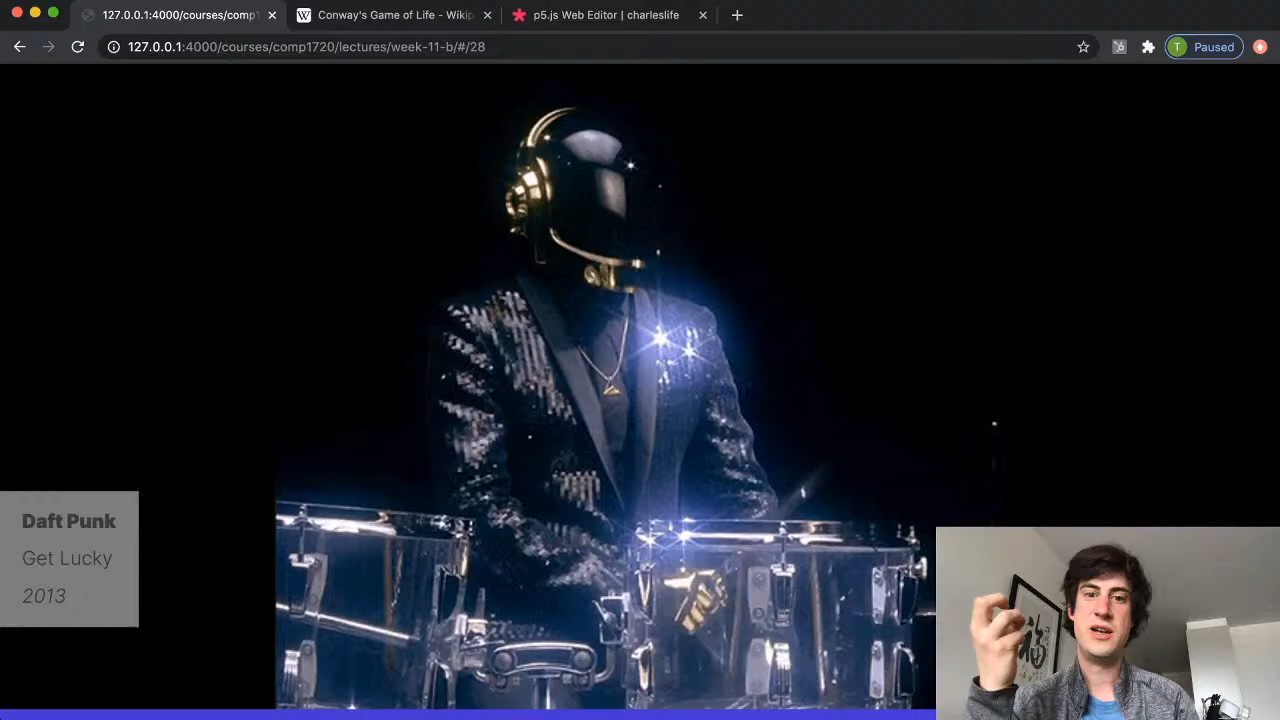 127.0.0.1:4000/courses/comp1
Conway's Game of Life - Wikip
p5.js Web Editor | charleslife
127.0.0.1:4000/courses/comp1720/lectures/week-11-b/#/28
T Paused
Daft Punk
Get Lucky
2013
福